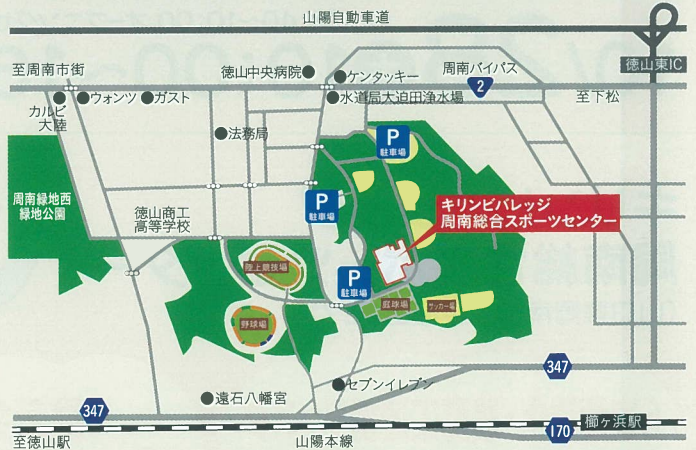 山陽自動車道
至周南市街
徳山中央病院
ケンタッキー
周南バイパス
徳山東IC
カルビ
大陸
ウォンツ
ガスト
水道局大迫田浄水場
2
至下松
法務局
P
駐車場
周南緑地西
緑地公園
徳山商工
高等学校
P
駐車場
キリンビバレッジ
周南総合スポーツセンター
陸上競技場
P
駐車場
庭球場
サッカー場
野球場
347
遠石八幡宮
セブンイレブン
347
170
櫛ヶ浜駅
至徳山駅
山陽本線